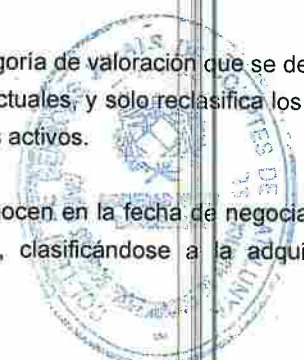 goría de valoración que se de
ctuales, y solo reclasifica los
s activos.
ocen en la fecha de negocia
, clasificándose a la adqui